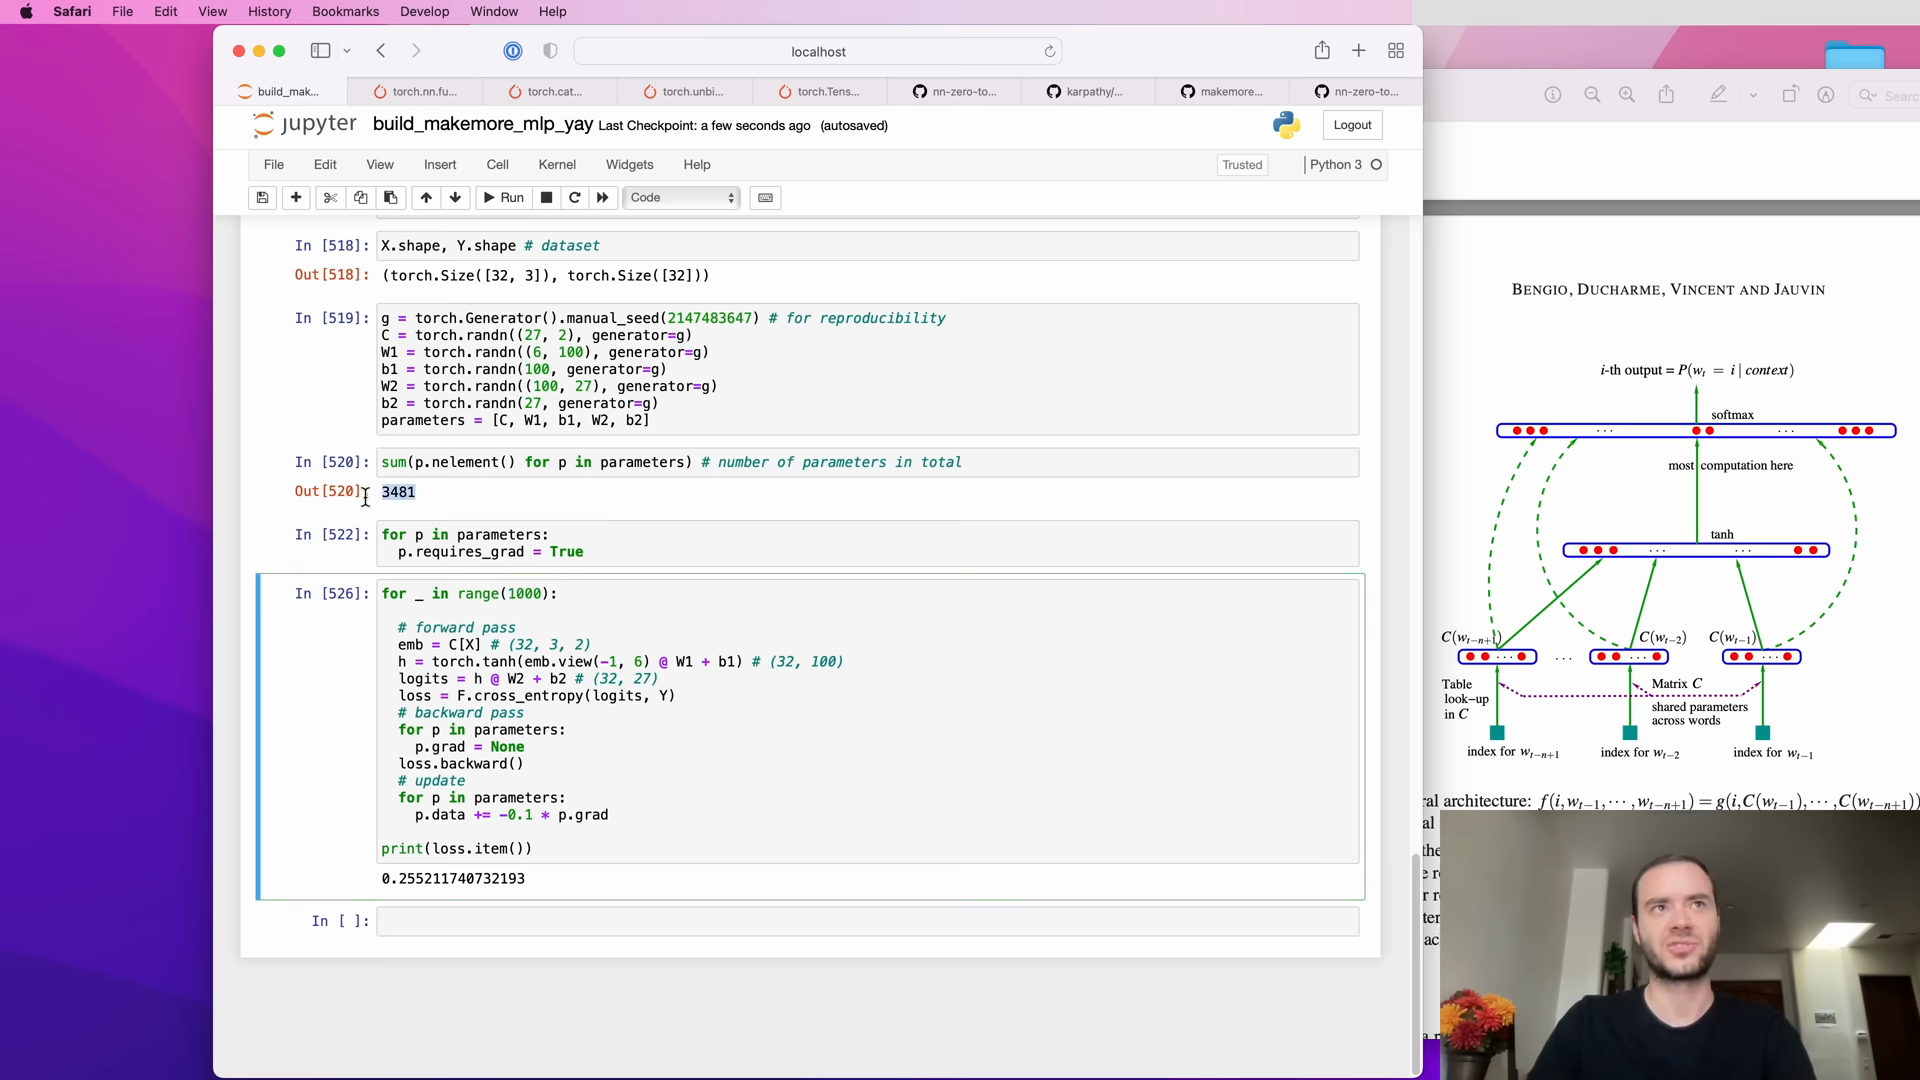 Safari File Edit View History Bookmarks Develop Window Help
localhost
build_mak... torch.nn.fu... torch.cat... torch.unbi... torch.Tens... nn-zero-to... karpathy/... makemore... nn-zero-to...
Searc
jupyter build_makemore_mlp_yay Last Checkpoint: a few seconds ago (autosaved) Logout
File Edit View Insert Cell Kernel Widgets Help Trusted Python 3
Run Code
In [518]: X.shape, Y.shape # dataset
Out[518]: (torch.Size([32, 3]), torch.Size([32]))
In [519]: g = torch.Generator().manual_seed(2147483647) # for reproducibility
C = torch.randn((27, 2), generator=g)
W1 = torch.randn((6, 100), generator=g)
b1 = torch.randn(100, generator=g)
W2 = torch.randn((100, 27), generator=g)
b2 = torch.randn(27, generator=g)
parameters = [C, W1, b1, W2, b2]
In [520]: sum(p.nelement() for p in parameters) # number of parameters in total
Out[520]: 3481
In [522]: for p in parameters:
p.requires_grad = True
In [526]: for _ in range(1000):
# forward pass
emb = C[X] # (32, 3, 2)
h = torch.tanh(emb.view(-1, 6) @ W1 + b1) # (32, 100)
logits = h @ W2 + b2 # (32, 27)
loss = F.cross_entropy(logits, Y)
# backward pass
for p in parameters:
p.grad = None
loss.backward()
# update
for p in parameters:
p.data += -0.1 * p.grad
print(loss.item())
0.255211740732193
In [ ]:
BENGIO, DUCHARME, VINCENT AND JAUVIN
i-th output = P(w_t = i | context)
softmax
. . . . . . . . .
most computation here
tanh
. . . . . .
C(w_{t−n+1}) C(w_{t−2}) C(w_{t−1})
. . . . . . . . . . . .
Table
look−up
in C
Matrix C
shared parameters
across words
index for w_{t−n+1} index for w_{t−2} index for w_{t−1}
ral architecture: f(i,w_{t−1},···,w_{t−n+1}) = g(i,C(w_{t−1}),···,C(w_{t−n+1}))